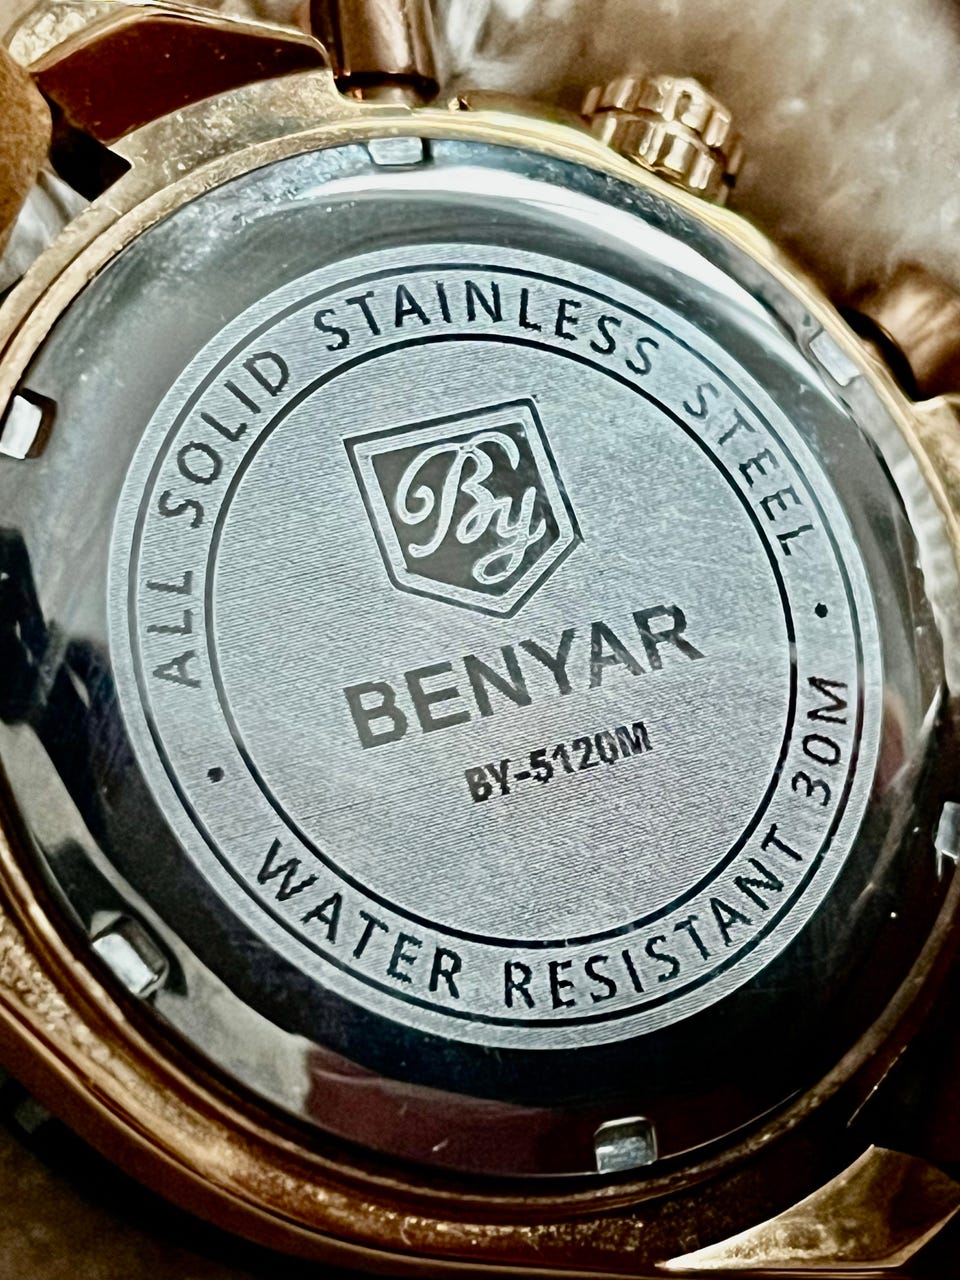 ALL SOLID STAINLESS STEEL
By
BENYAR
BY-5120M
WATER RESISTANT 30M